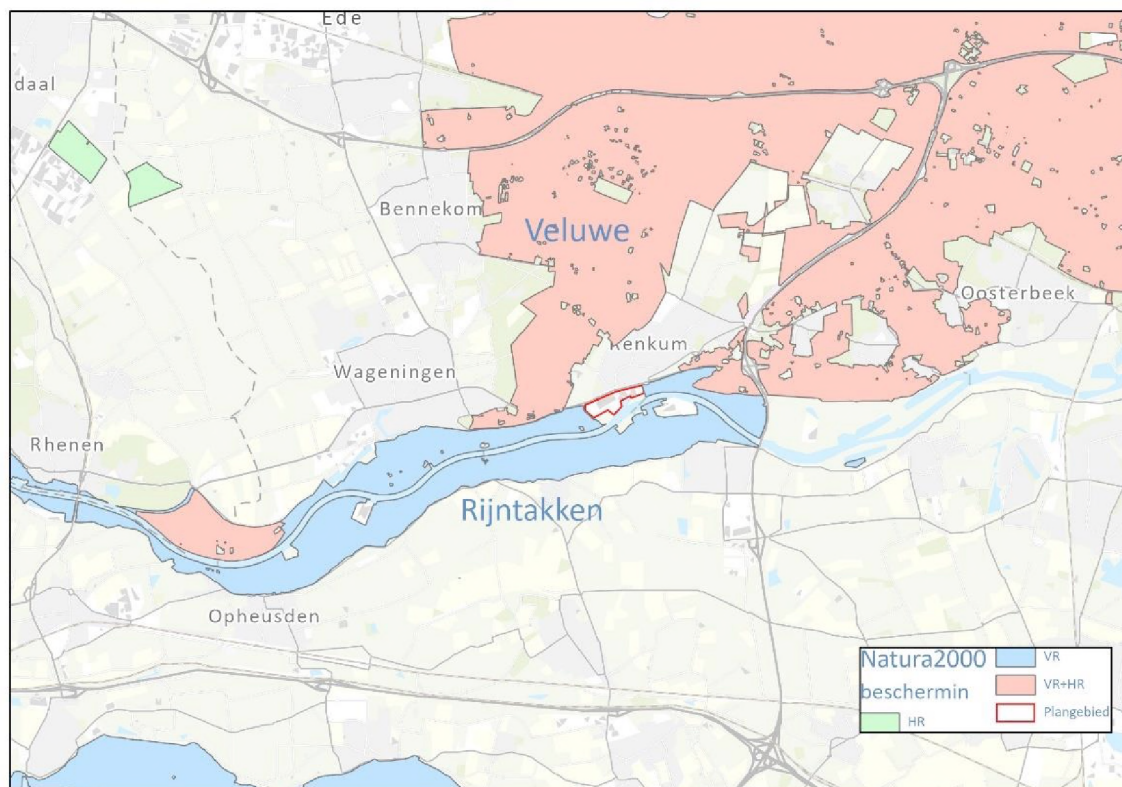 Ede
daal
Bennekom
Veluwe
Oosterbeek
Renkum
Wageningen
Rhenen
Rijntakken
Opheusden
Natura2000
beschermin
HR
VR
VR+HR
Plangebied